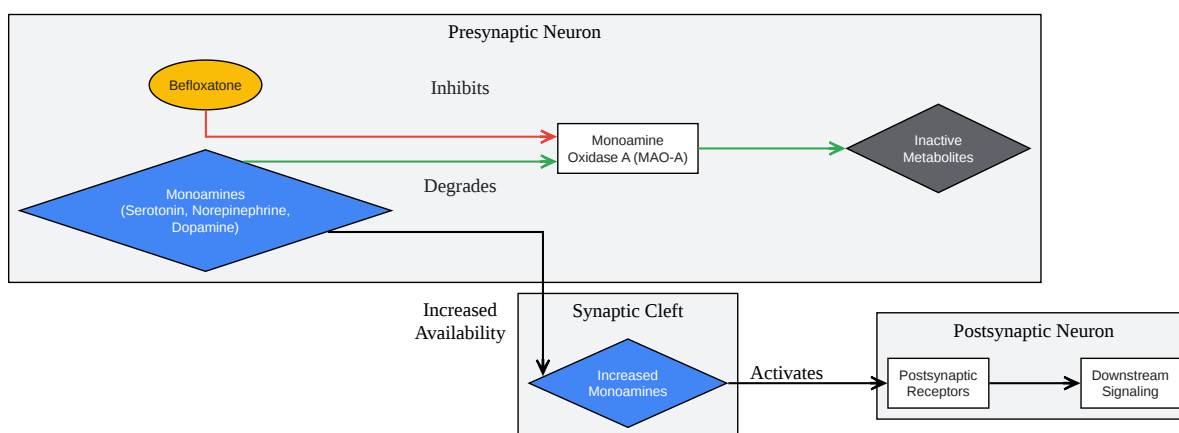 Presynaptic Neuron
Befloxatone
Inhibits
Monoamine
Oxidase A (MAO-A)
Inactive
Metabolites
Degrades
Monoamines
(Serotonin, Norepinephrine,
Dopamine)
Increased
Availability
Synaptic Cleft
Increased
Monoamines
Activates
Postsynaptic Neuron
Postsynaptic
Receptors
Downstream
Signaling